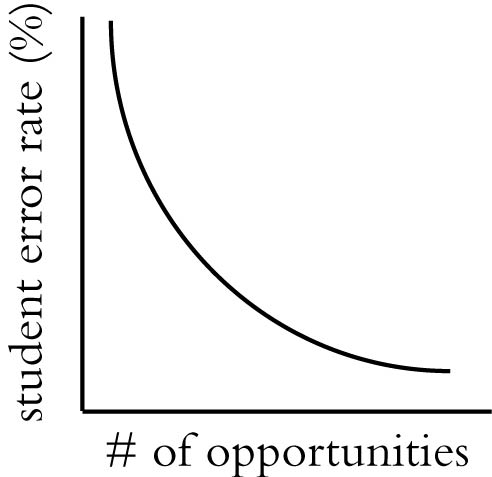 student error rate (%)
# of opportunities